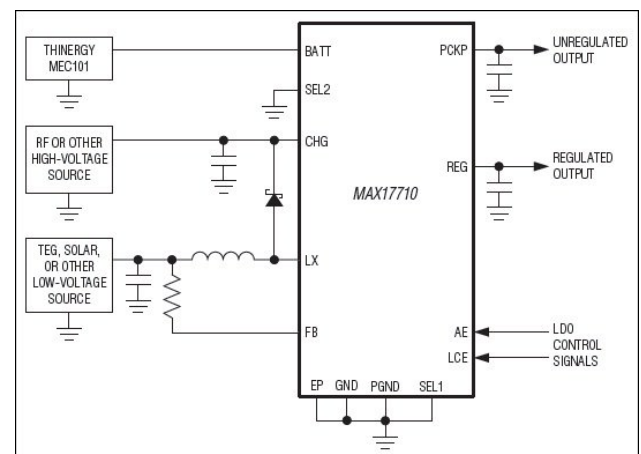 THINERGY
MEC101
RF OR OTHER
HIGH-VOLTAGE
SOURCE
TEG, SOLAR,
OR OTHER
LOW-VOLTAGE
SOURCE
BATT
SEL2
CHG
LX
FB
MAX17710
EP GND PGND SEL1
PCKP
REG
AE
LCE
UNREGULATED
OUTPUT
REGULATED
OUTPUT
LDO
CONTROL
SIGNALS